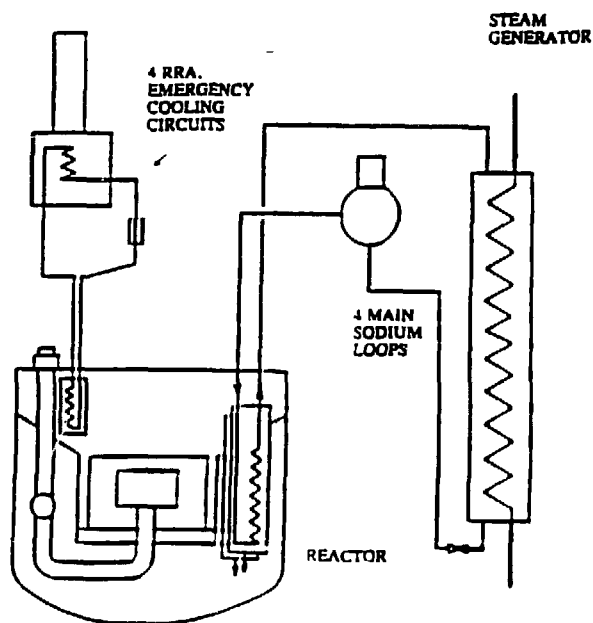 STEAM
GENERATOR
4 RRA.
EMERGENCY
COOLING
CIRCUITS
4 MAIN
SODIUM
LOOPS
REACTOR